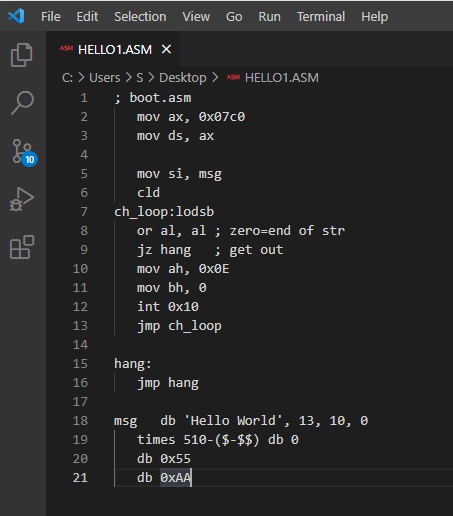 File Edit Selection View Go Run Terminal Help
ASM HELLO1.ASM ×
C: > Users > S > Desktop > ASM HELLO1.ASM
1 ; boot.asm
2 mov ax, 0x07c0
3 mov ds, ax
4
5 mov si, msg
6 cld
7 ch_loop:lodsb
8 or al, al ; zero=end of str
9 jz hang   ; get out
10 mov ah, 0x0E
11 mov bh, 0
12 int 0x10
13 jmp ch_loop
14
15 hang:
16 jmp hang
17
18 msg   db 'Hello World', 13, 10, 0
19 times 510-($-$$) db 0
20 db 0x55
21 db 0xAA
10